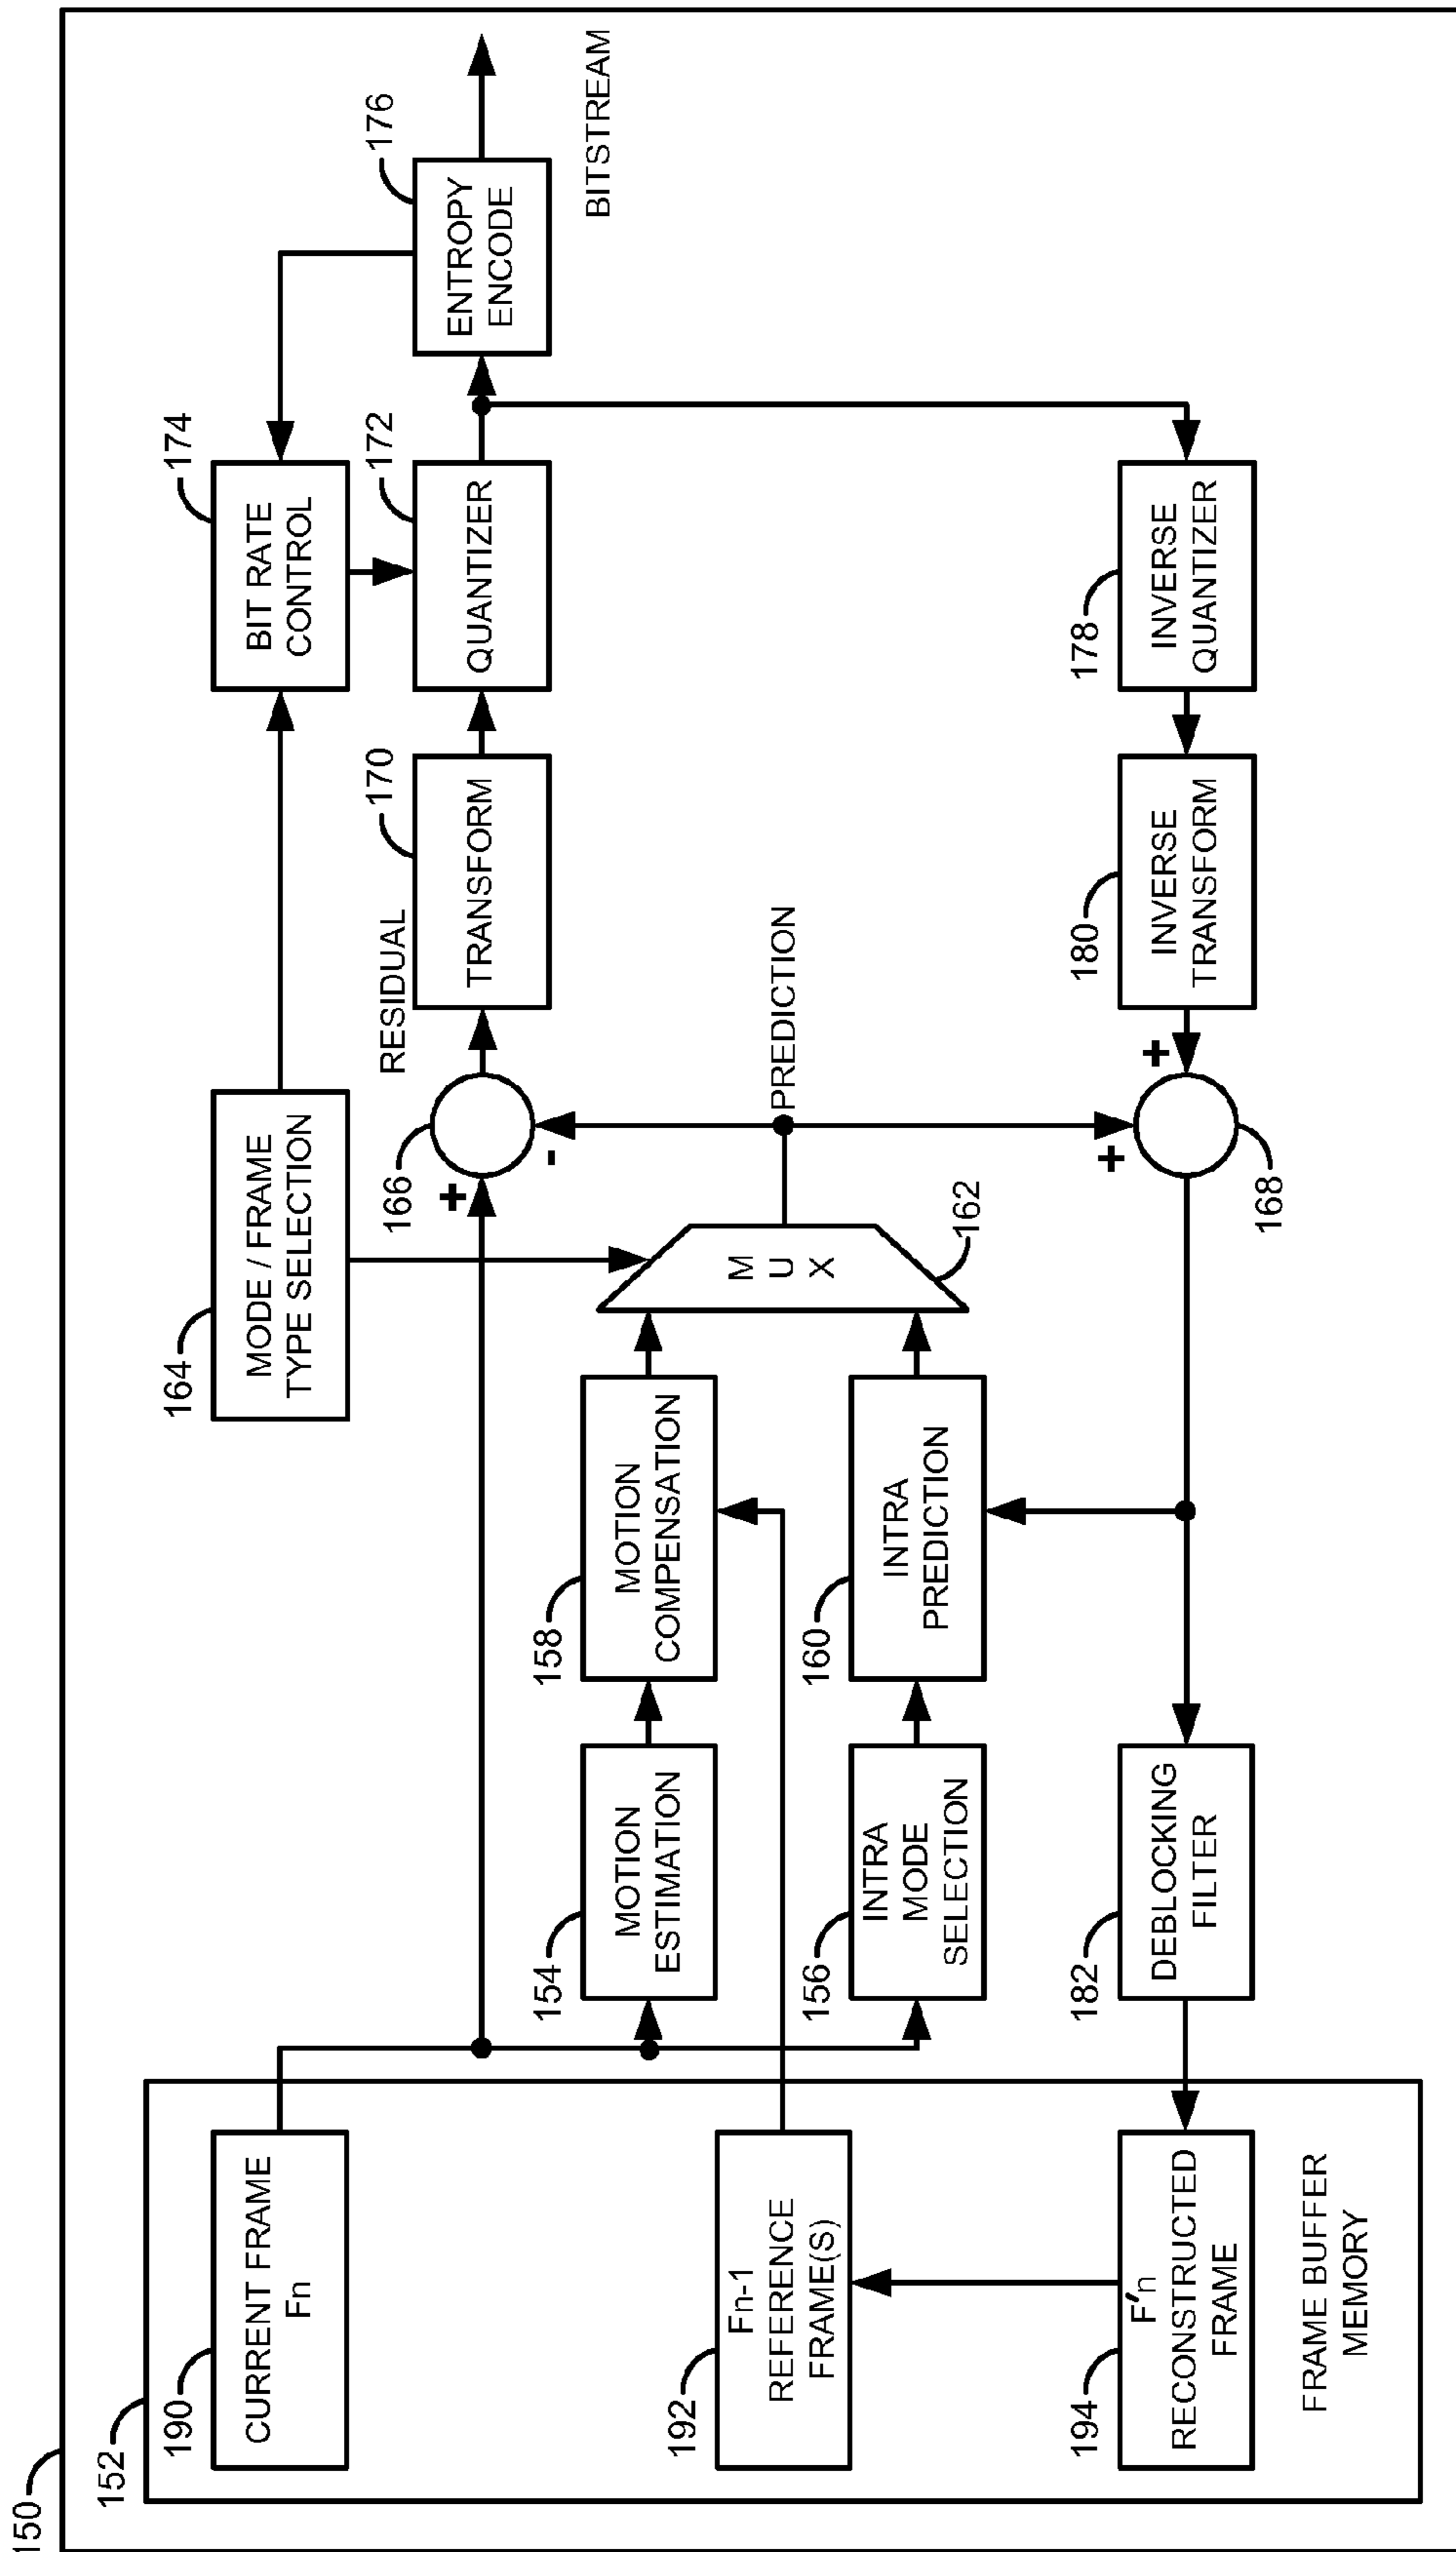 150
152
190
CURRENT FRAME
Fn
192
Fn-1
REFERENCE
FRAME(S)
194
F'n
RECONSTRUCTED
FRAME
FRAME BUFFER
MEMORY
154
MOTION
ESTIMATION
156
INTRA
MODE
SELECTION
182
DEBLOCKING
FILTER
158
MOTION
COMPENSATION
160
INTRA
PREDICTION
164
MODE / FRAME
TYPE SELECTION
M
U
X
162
166
+
-
RESIDUAL
PREDICTION
+
+
168
170
TRANSFORM
180
INVERSE
TRANSFORM
174
BIT RATE
CONTROL
172
QUANTIZER
178
INVERSE
QUANTIZER
176
ENTROPY
ENCODE
BITSTREAM